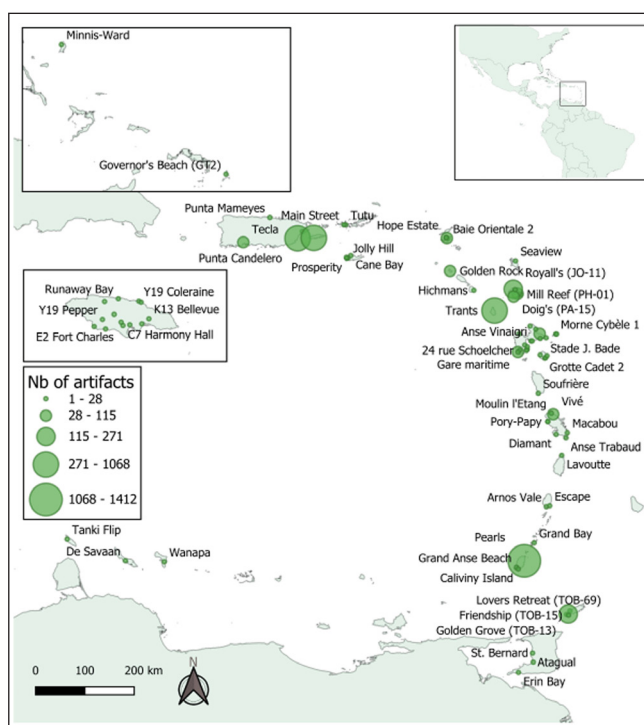 Minnis-Ward
Governor's Beach (GT2)
Punta Mameyes
Main Street
Tutu
Hope Estate
Baie Orientale 2
Tecla
Seaview
Punta Candelero
Jolly Hill
Prosperity
Cane Bay
Golden Rock
Royall's (JO-11)
Runaway Bay
Y19 Coleraine
Hichmans
Mill Reef (PH-01)
Y19 Pepper
K13 Bellevue
Trants
Doig's (PA-15)
E2 Fort Charles
C7 Harmony Hall
Anse Vinaigri
Morne Cybèle 1
24 rue Schoelcher
Stade J. Bade
Gare maritime
Grotte Cadet 2
Nb of artifacts
1 - 28
28 - 115
115 - 271
271 - 1068
1068 - 1412
Soufrière
Moulin l'Etang
Vivé
Pory-Papy
Macabou
Diamant
Anse Trabaud
Lavoutte
Arnos Vale
Escape
Tanki Flip
De Savaan
Wanapa
Pearls
Grand Bay
Grand Anse Beach
Caliviny Island
Lovers Retreat (TOB-69)
Friendship (TOB-15)
Golden Grove (TOB-13)
St. Bernard
Atagual
Erin Bay
0 100 200 km
N